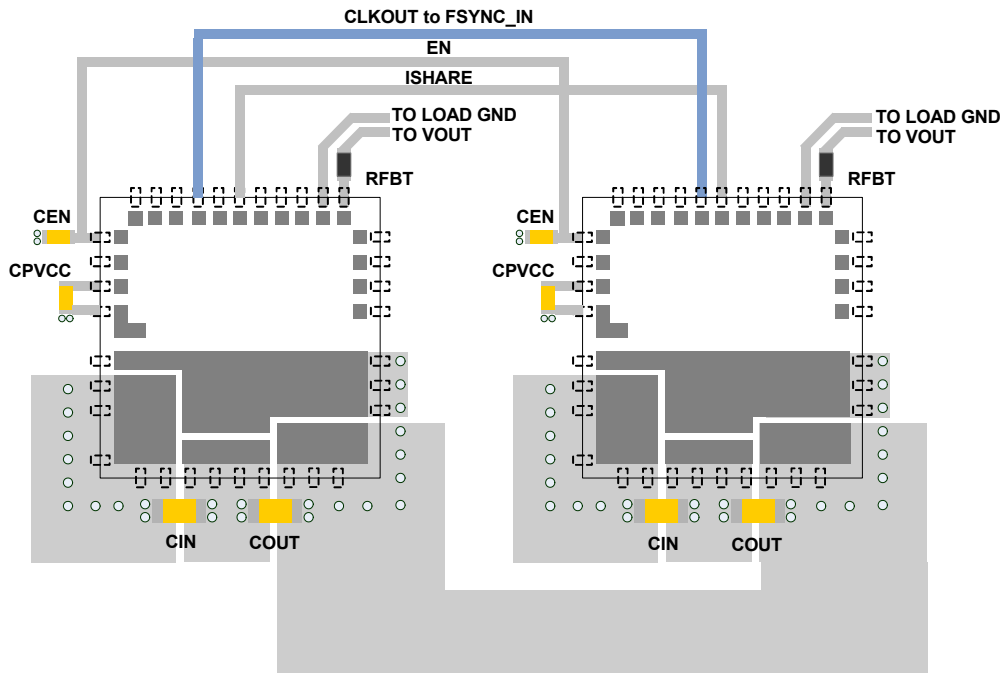 CLKOUT to FSYNC_IN
EN
ISHARE
TO LOAD GND
TO VOUT
RFBT
CEN
CPVCC
CIN
COUT
TO LOAD GND
TO VOUT
RFBT
CEN
CPVCC
CIN
COUT